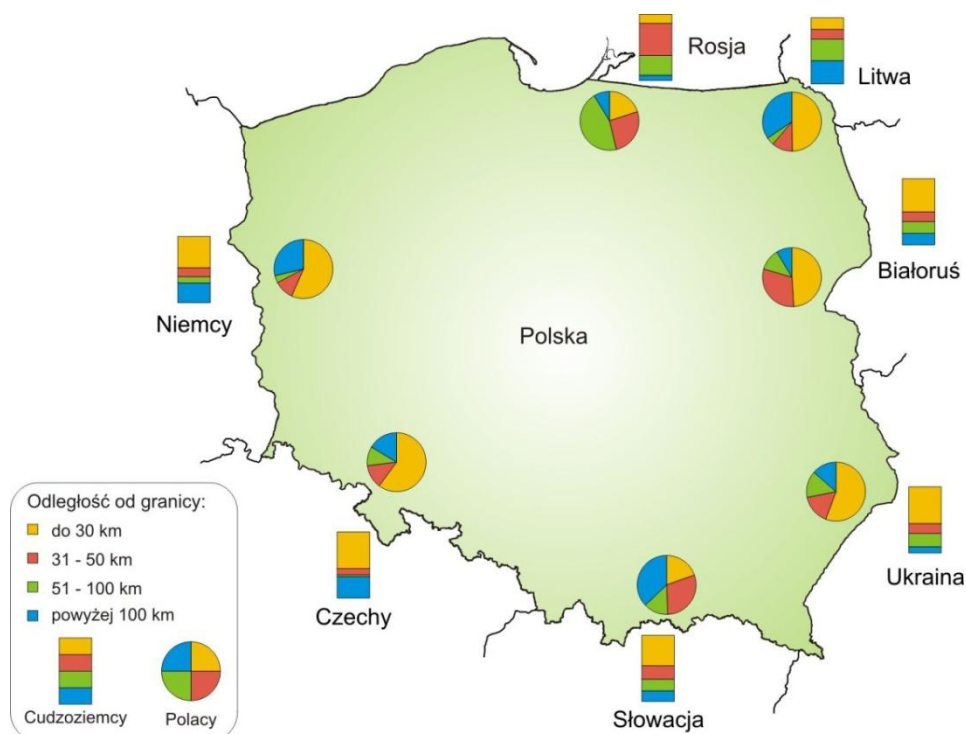 Rosja
Litwa
Białoruś
Niemcy
Polska
Ukraina
Czechy
Słowacja
Odległość od granicy:
do 30 km
31 - 50 km
51 - 100 km
powyżej 100 km
Cudzoziemcy
Polacy